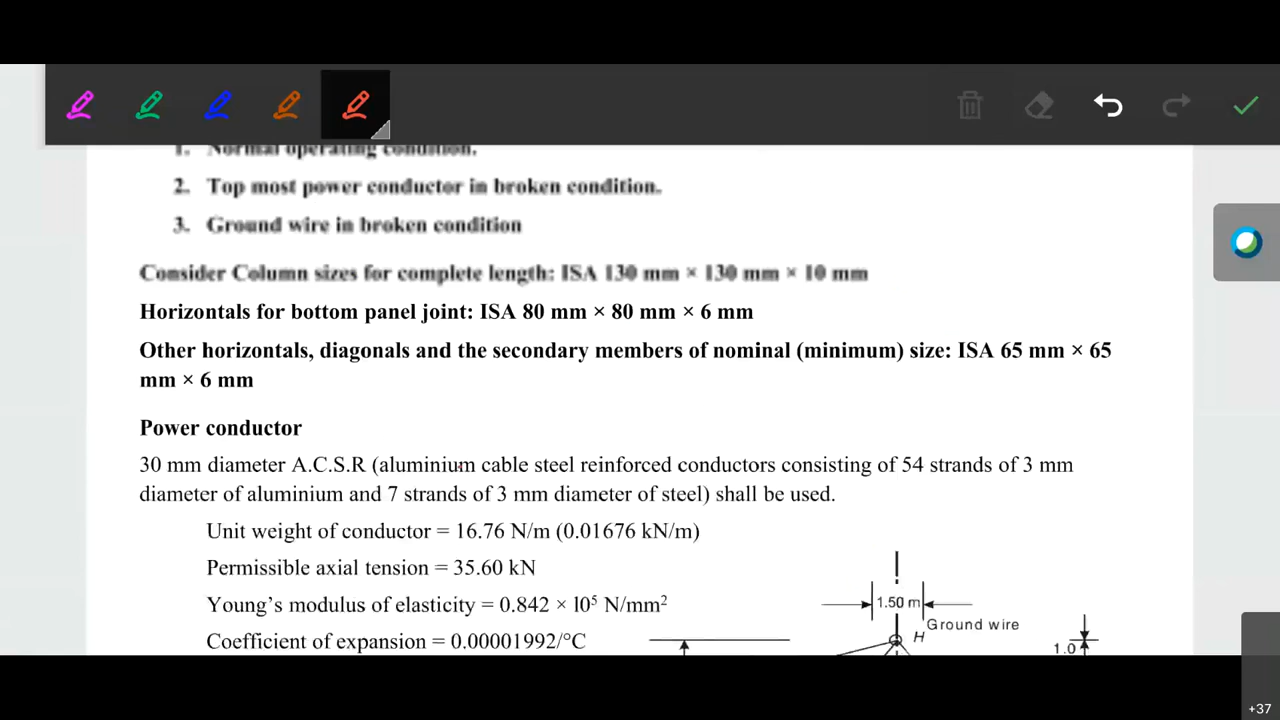 1. Normal operating condition.
2. Top most power conductor in broken condition.
3. Ground wire in broken condition
Consider Column sizes for complete length: ISA 130 mm × 130 mm × 10 mm
Horizontals for bottom panel joint: ISA 80 mm × 80 mm × 6 mm
Other horizontals, diagonals and the secondary members of nominal (minimum) size: ISA 65 mm × 65
mm × 6 mm
Power conductor
30 mm diameter A.C.S.R (aluminium cable steel reinforced conductors consisting of 54 strands of 3 mm
diameter of aluminium and 7 strands of 3 mm diameter of steel) shall be used.
Unit weight of conductor = 16.76 N/m (0.01676 kN/m)
Permissible axial tension = 35.60 kN
Young’s modulus of elasticity = 0.842 × 10⁵ N/mm²
Coefficient of expansion = 0.00001992/°C
1.50 m
Ground wire
H
1.0
+37